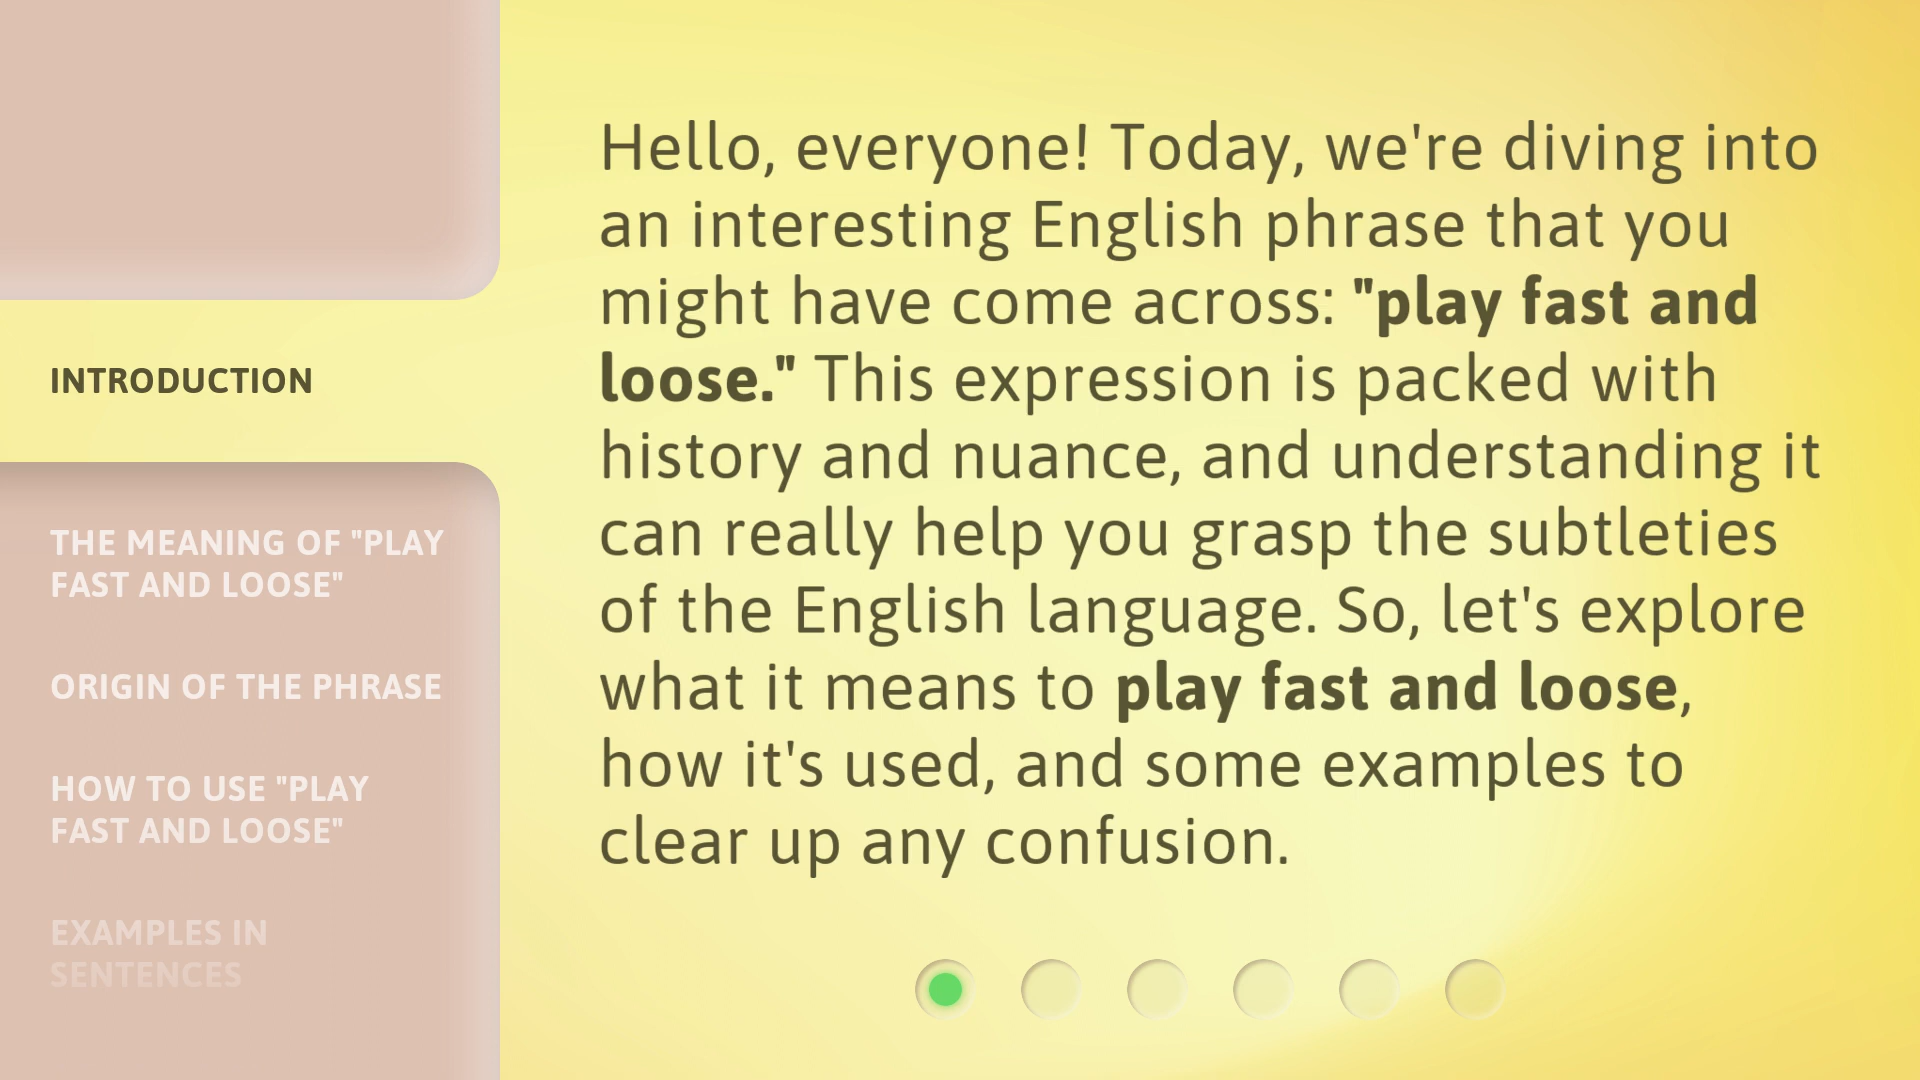 INTRODUCTION
THE MEANING OF "PLAY
FAST AND LOOSE"
ORIGIN OF THE PHRASE
HOW TO USE "PLAY
FAST AND LOOSE"
EXAMPLES IN
SENTENCES
Hello, everyone! Today, we're diving into
an interesting English phrase that you
might have come across: "play fast and
loose." This expression is packed with
history and nuance, and understanding it
can really help you grasp the subtleties
of the English language. So, let's explore
what it means to play fast and loose,
how it's used, and some examples to
clear up any confusion.